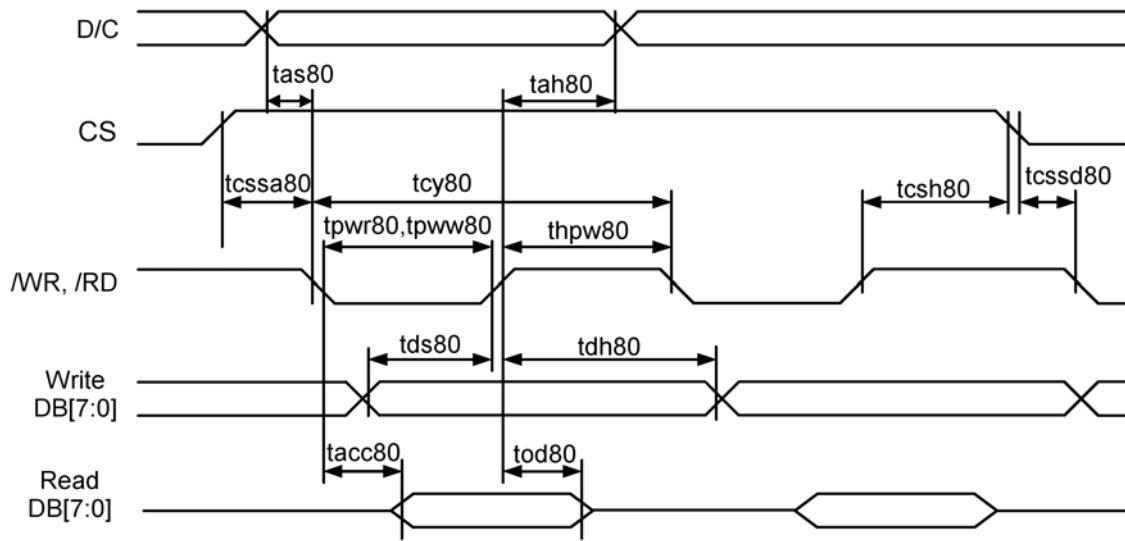 D/C
tas80
tah80
CS
tcssa80
tcy80
tcsh80
tcssd80
tpwr80,tpww80
thpw80
/WR, /RD
tds80
tdh80
Write
DB[7:0]
tacc80
tod80
Read
DB[7:0]